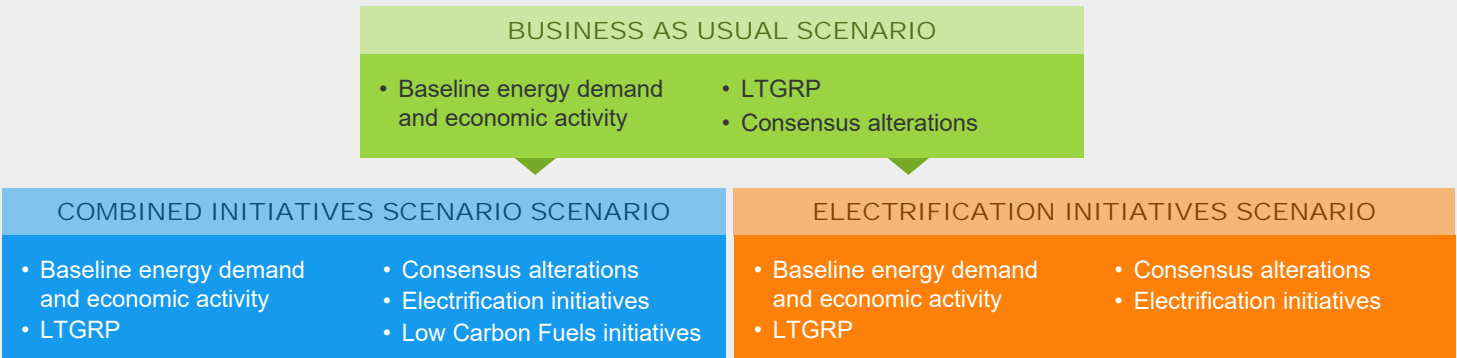 BUSINESS AS USUAL SCENARIO
• Baseline energy demand
and economic activity
• LTGRP
• Consensus alterations
COMBINED INITIATIVES SCENARIO SCENARIO
• Baseline energy demand
and economic activity
• LTGRP
• Consensus alterations
• Electrification initiatives
• Low Carbon Fuels initiatives
ELECTRIFICATION INITIATIVES SCENARIO
• Baseline energy demand
and economic activity
• LTGRP
• Consensus alterations
• Electrification initiatives